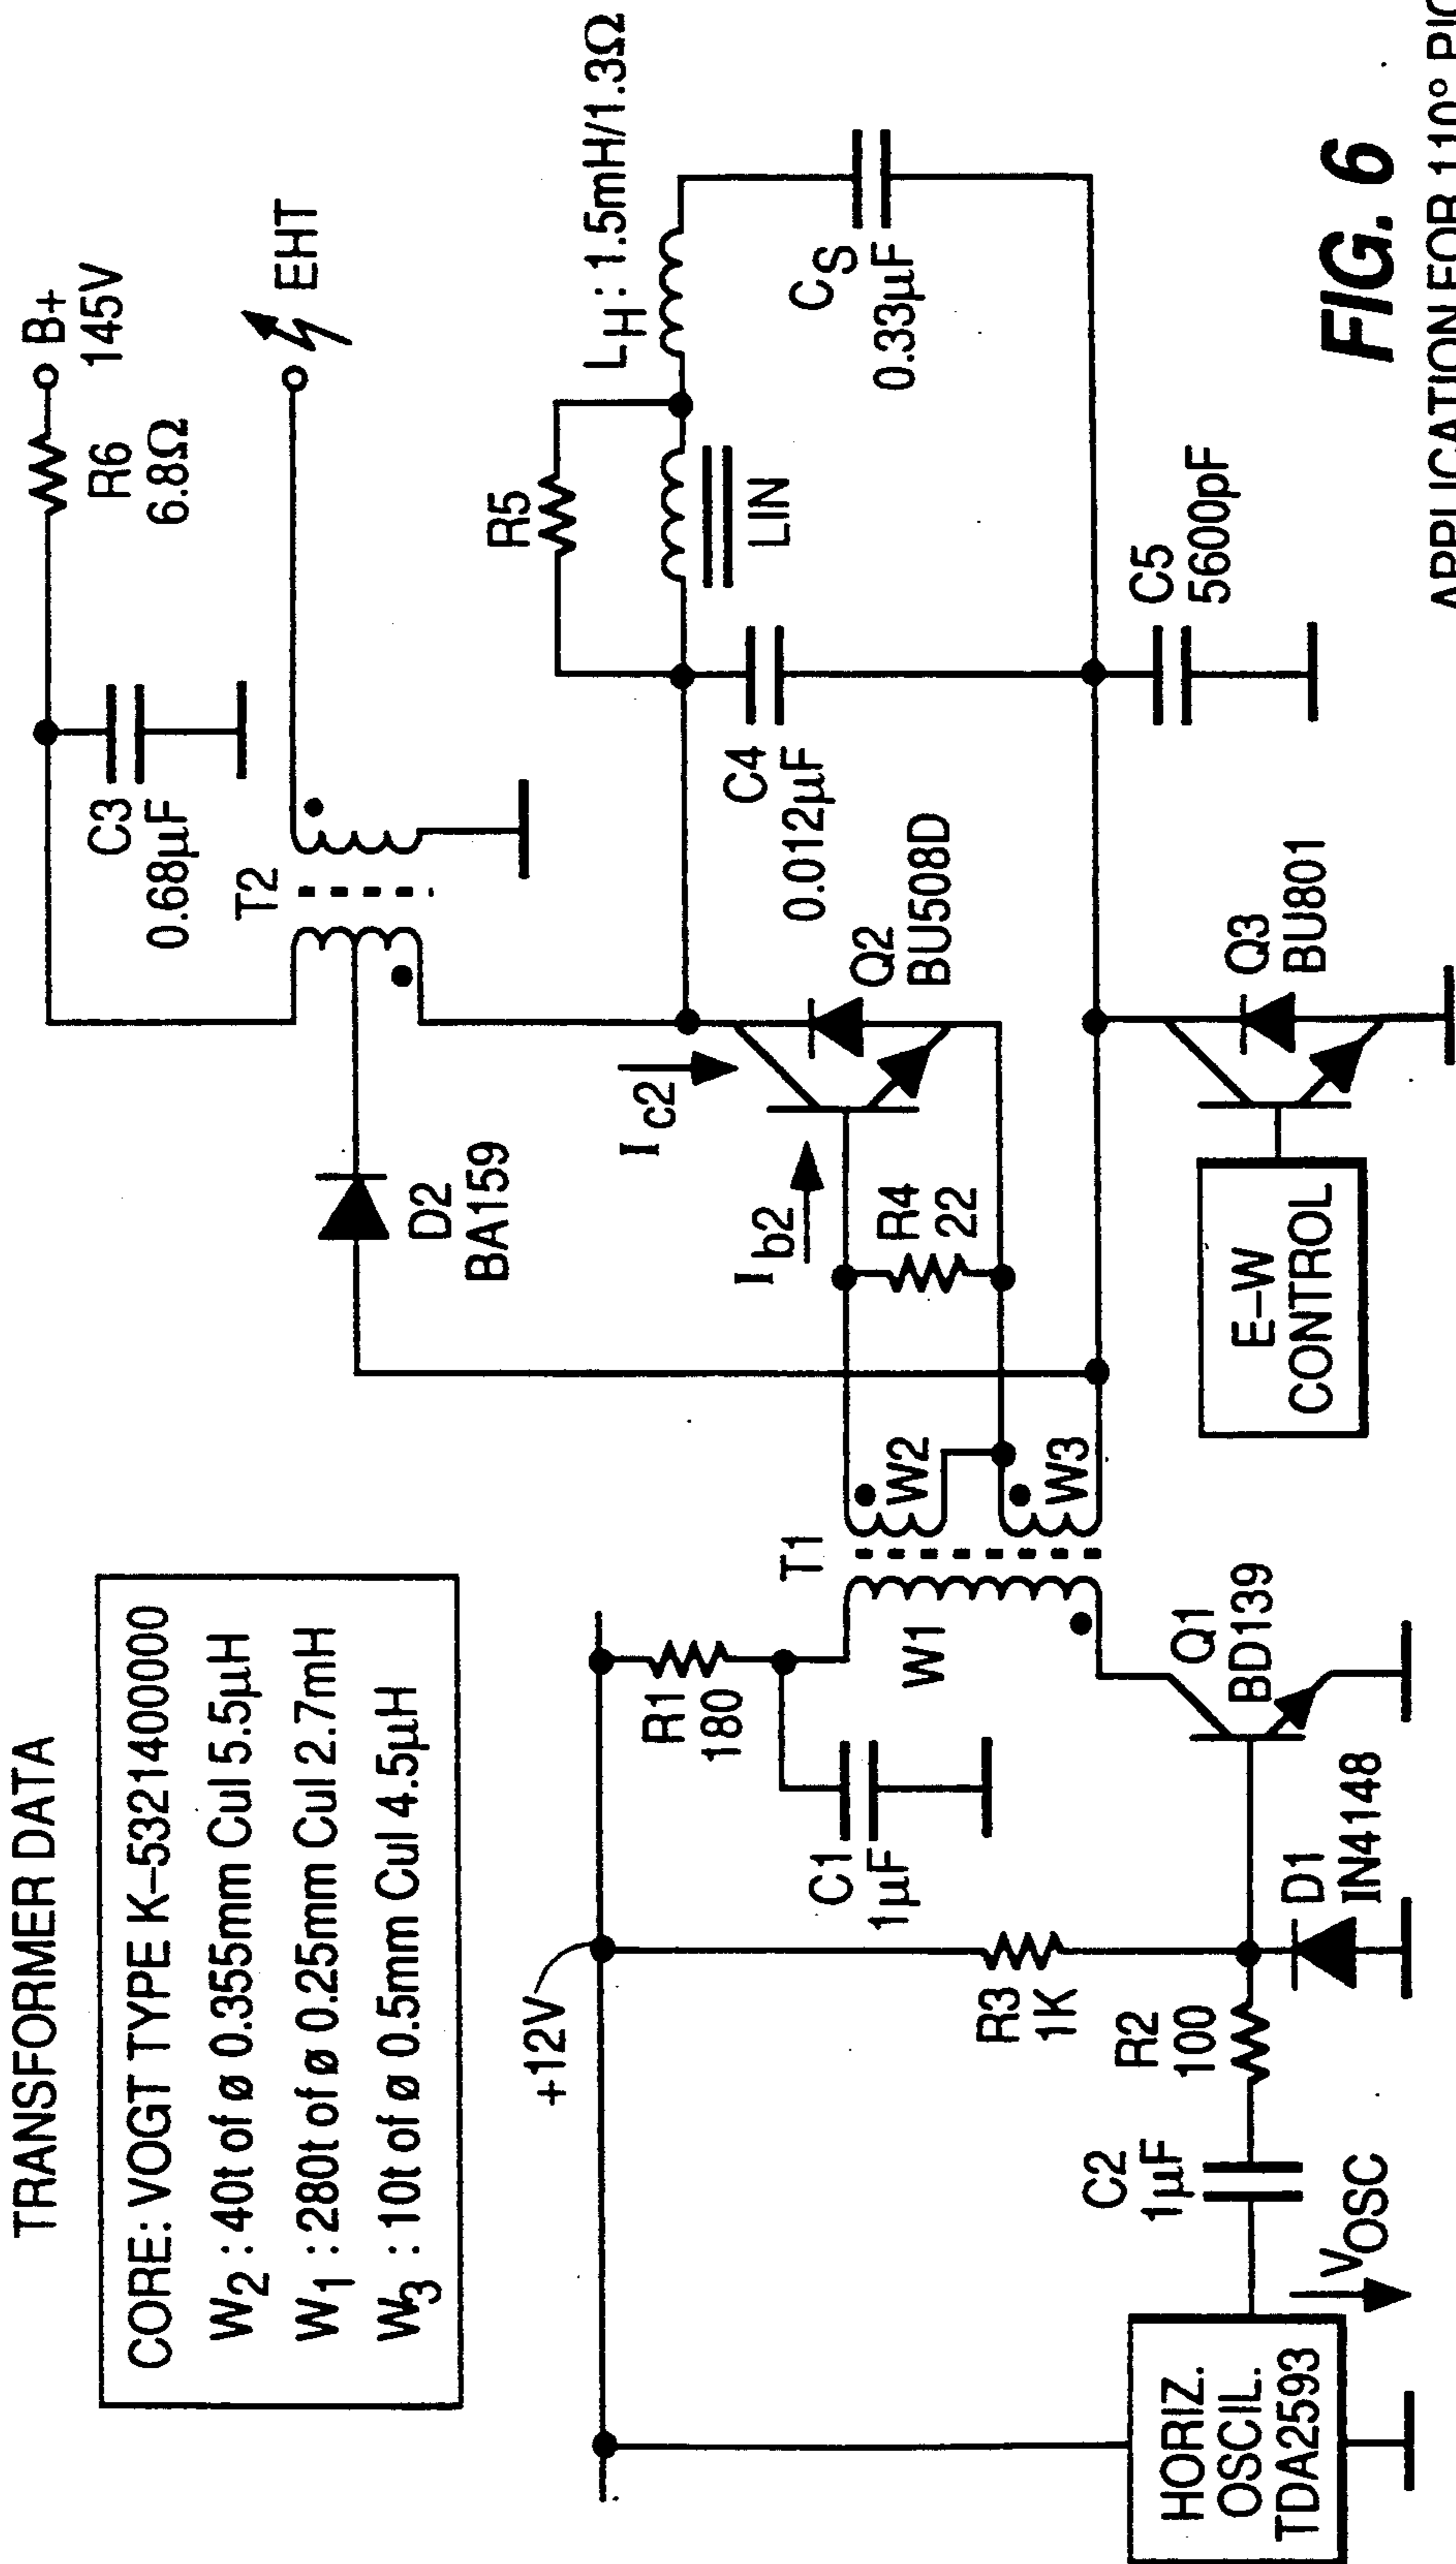 TRANSFORMER DATA
CORE: VOGT TYPE K-5321400000
W2 : 40t of ø 0.355mm Cul 5.5µH
W1 : 280t of ø 0.25mm Cul 2.7mH
W3 : 10t of ø 0.5mm Cul 4.5µH
+12V
HORIZ.
OSCIL.
TDA2593
VOSC
C2
1µF
R2
100
R3
1K
D1
IN4148
C1
1µF
R1
180
W1
Q1
BD139
T1
W2
W3
E-W
CONTROL
R4
22
Ib2
Ic2
D2
BA159
Q2
BU508D
Q3
BU801
T2
C3
0.68µF
R6
6.8Ω
B+
145V
EHT
C4
0.012µF
R5
LIN
LH : 1.5mH/1.3Ω
CS
0.33µF
C5
5600pF
FIG. 6
APPLICATION FOR 110°